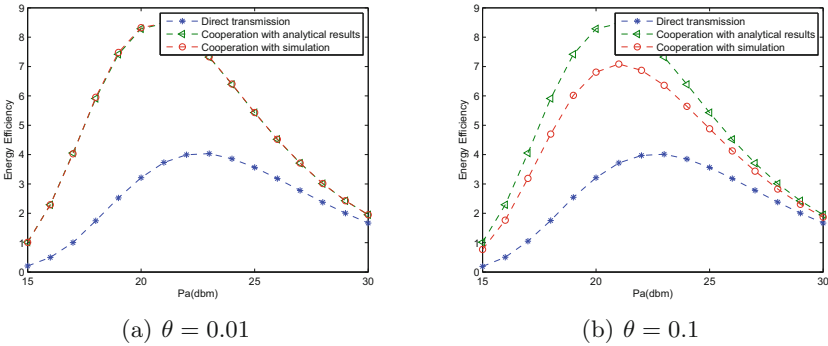 9
8
7
6
5
4
3
2
1
0
Energy Efficiency
Direct transmission
Cooperation with analytical results
Cooperation with simulation
15 20 25 30
Pa(dbm)
(a) θ = 0.01
9
8
7
6
5
4
3
2
1
0
Energy Efficiency
Direct transmission
Cooperation with analytical results
Cooperation with simulation
15 20 25 30
Pa(dbm)
(b) θ = 0.1